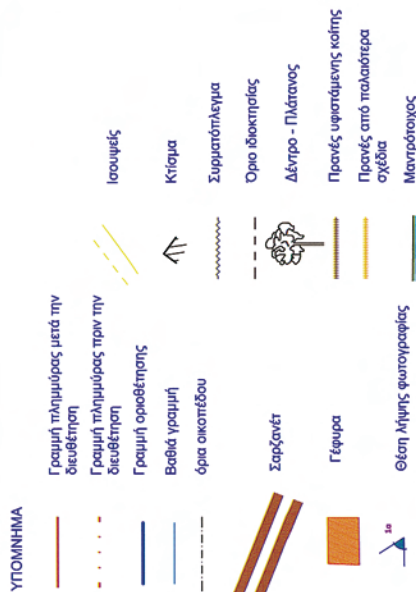 ΥΠΟΜΝΗΜΑ
Γραμμή πλημμύρας μετά την
διευθέτηση
Γραμμή πλημμύρας πριν την
διευθέτηση
Γραμμή οριοθέτησης
Βαθιά γραμμή
όρια οικοπέδου
Σαρζανέτ
Γέφυρα
1α
Θέση λήψης φωτογραφίας
Ισουψείς
Κτίσμα
Συρματόπλεγμα
Όριο ιδιοκτησίας
Δέντρο - Πλάτανος
Πρανές υφιστάμενης κοίτης
Πρανές από παλαιότερα
σχέδια
Μαντρότοιχος